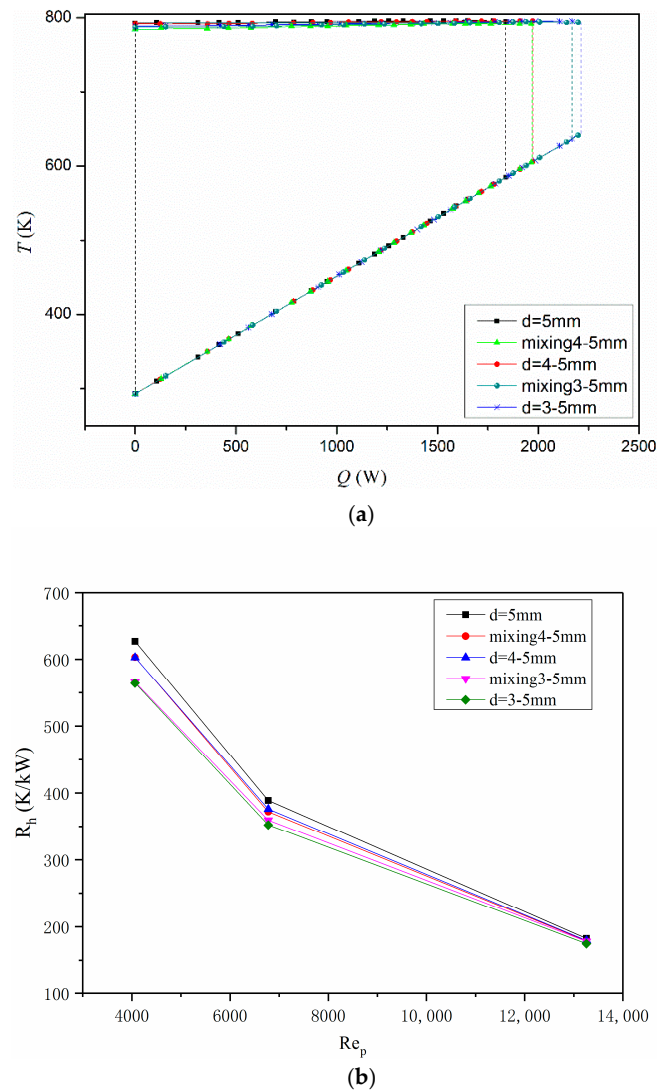 800
600
400
T (K)
d=5mm
mixing4-5mm
d=4-5mm
mixing3-5mm
d=3-5mm
0
500
1000
1500
2000
2500
Q (W)
(a)
700
600
500
400
300
200
100
R_h (K/kW)
d=5mm
mixing4-5mm
d=4-5mm
mixing3-5mm
d=3-5mm
4000
6000
8000
10,000
12,000
14,000
Re_p
(b)